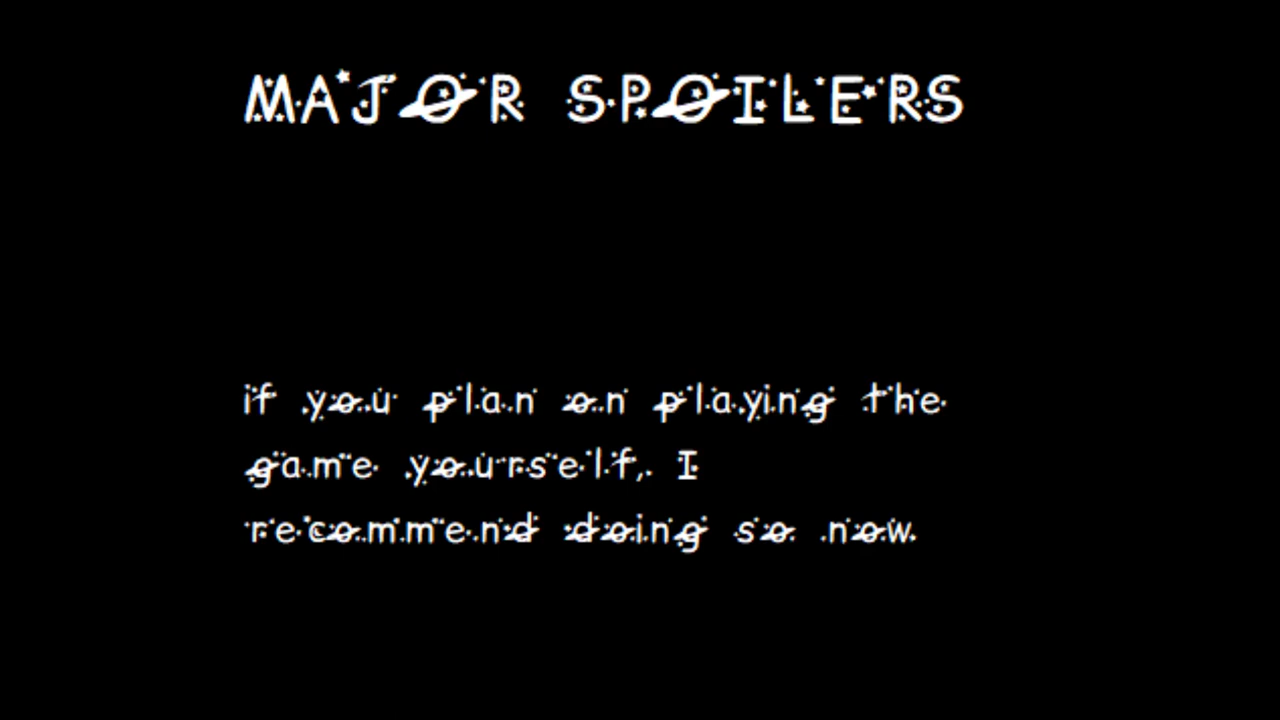 MAJOR SPOILERS
if you plan on playing the
game yourself, I
recommend doing so now.